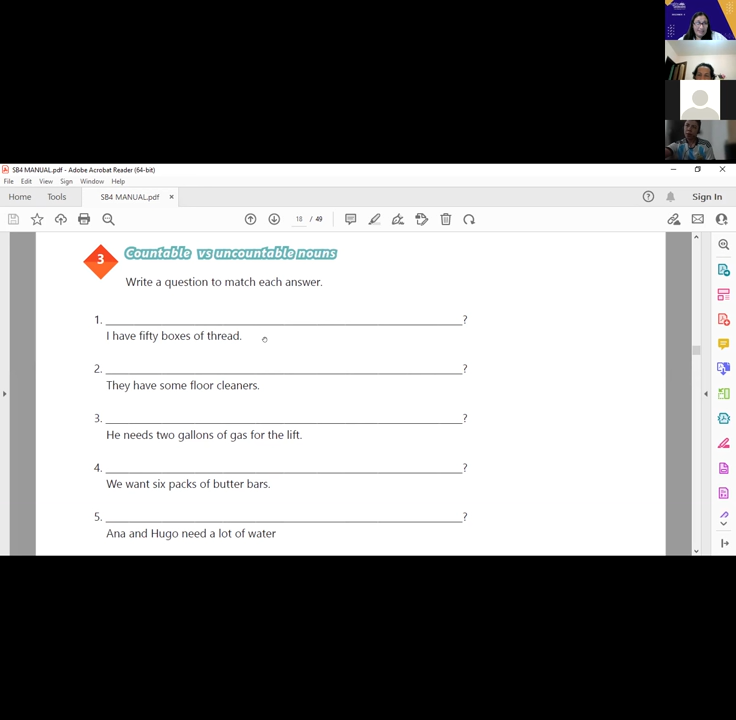 SB4 MANUAL.pdf - Adobe Acrobat Reader (64-bit)
File Edit View Sign Window Help
Home Tools SB4 MANUAL.pdf × Sign In
18 / 49
3 Countable vs uncountable nouns
Write a question to match each answer.
1. ?
I have fifty boxes of thread.
2. ?
They have some floor cleaners.
3. ?
He needs two gallons of gas for the lift.
4. ?
We want six packs of butter bars.
5. ?
Ana and Hugo need a lot of water